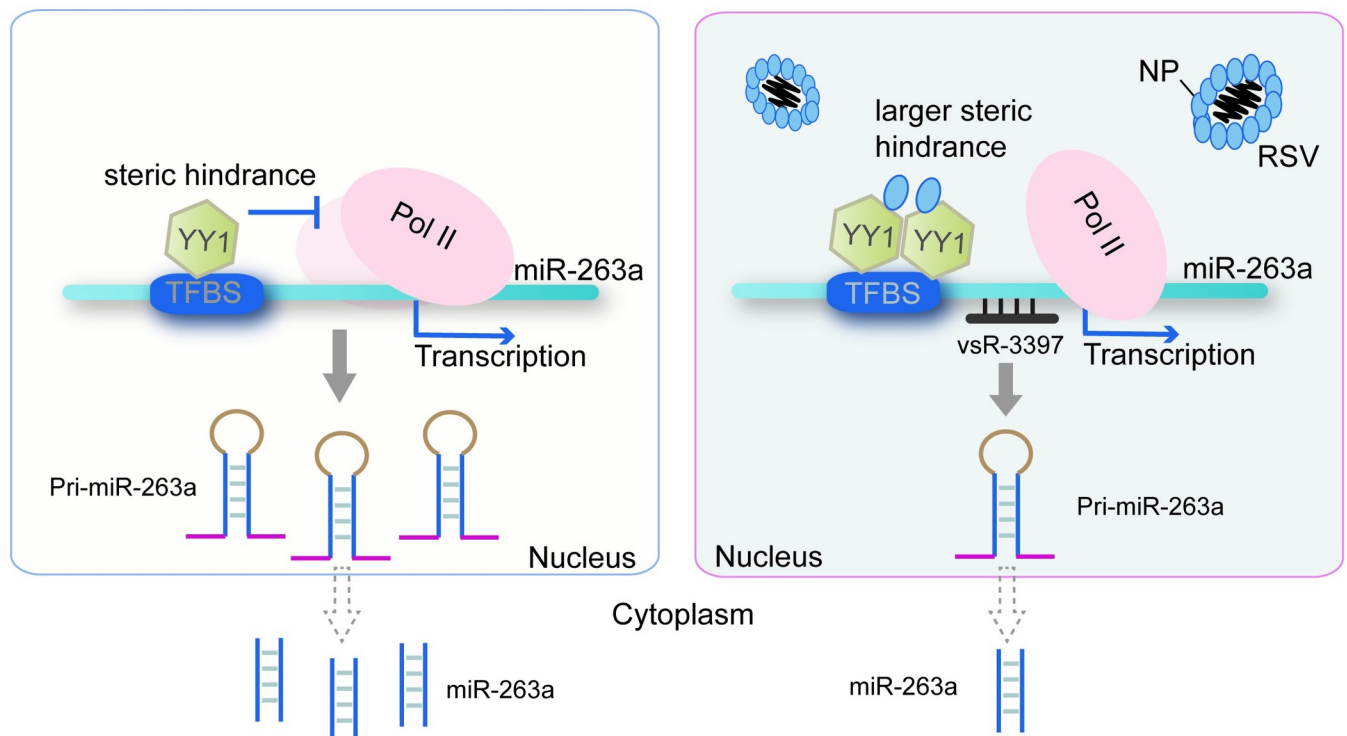 steric hindrance
YY1
Pol II
miR-263a
TFBS
Transcription
Pri-miR-263a
Nucleus
miR-263a
NP
RSV
larger steric
hindrance
YY1
YY1
Pol II
miR-263a
TFBS
vsR-3397
Transcription
Pri-miR-263a
Nucleus
Cytoplasm
miR-263a